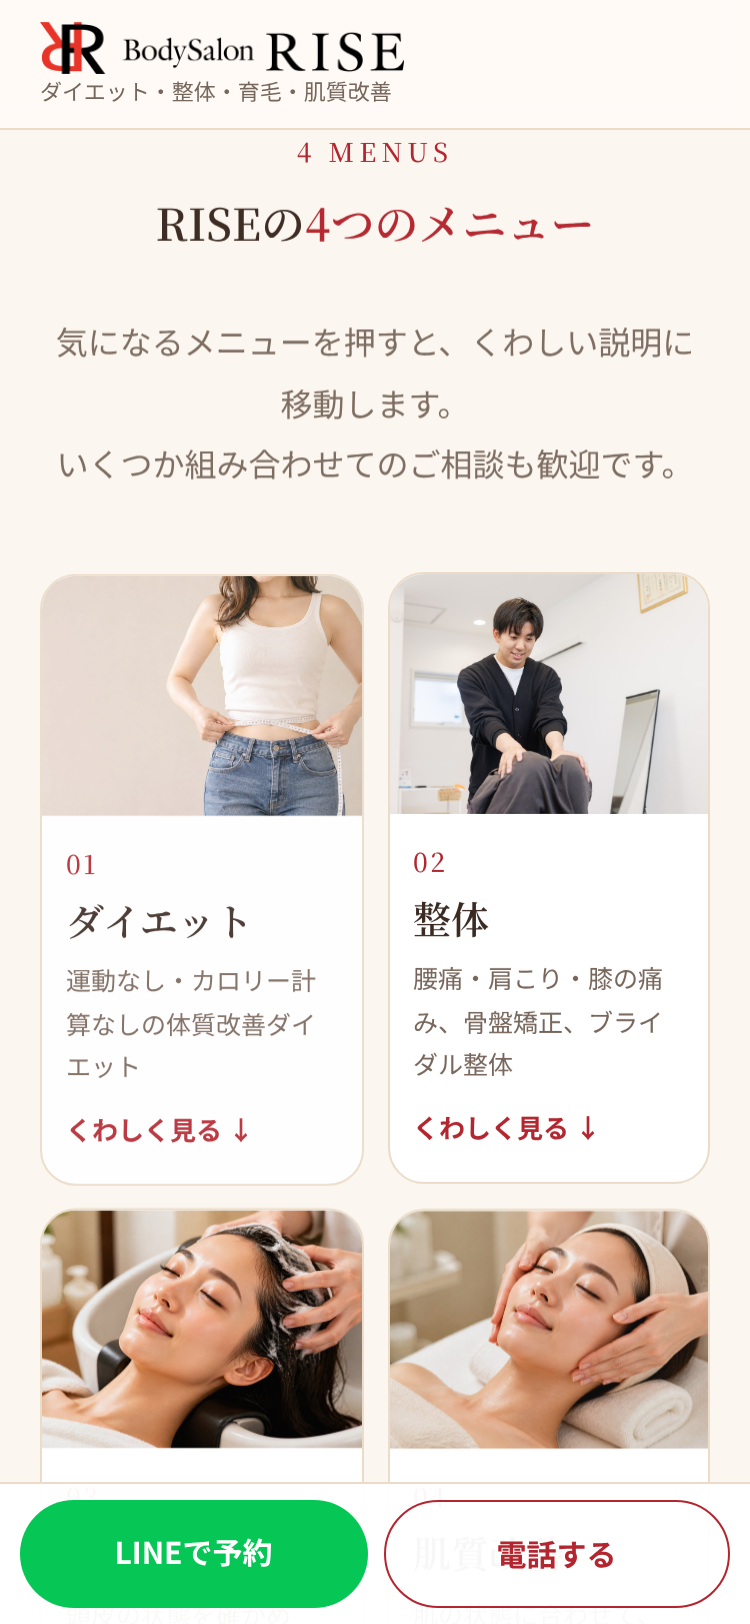 BodySalon RISE
ダイエット・整体・育毛・肌質改善
4 MENUS
RISEの4つのメニュー
気になるメニューを押すと、くわしい説明に
移動します。
いくつか組み合わせてのご相談も歓迎です。
01
ダイエット
運動なし・カロリー計
算なしの体質改善ダイ
エット
くわしく見る ↓
02
整体
腰痛・肩こり・膝の痛
み、骨盤矯正、ブライ
ダル整体
くわしく見る ↓
LINEで予約
電話する